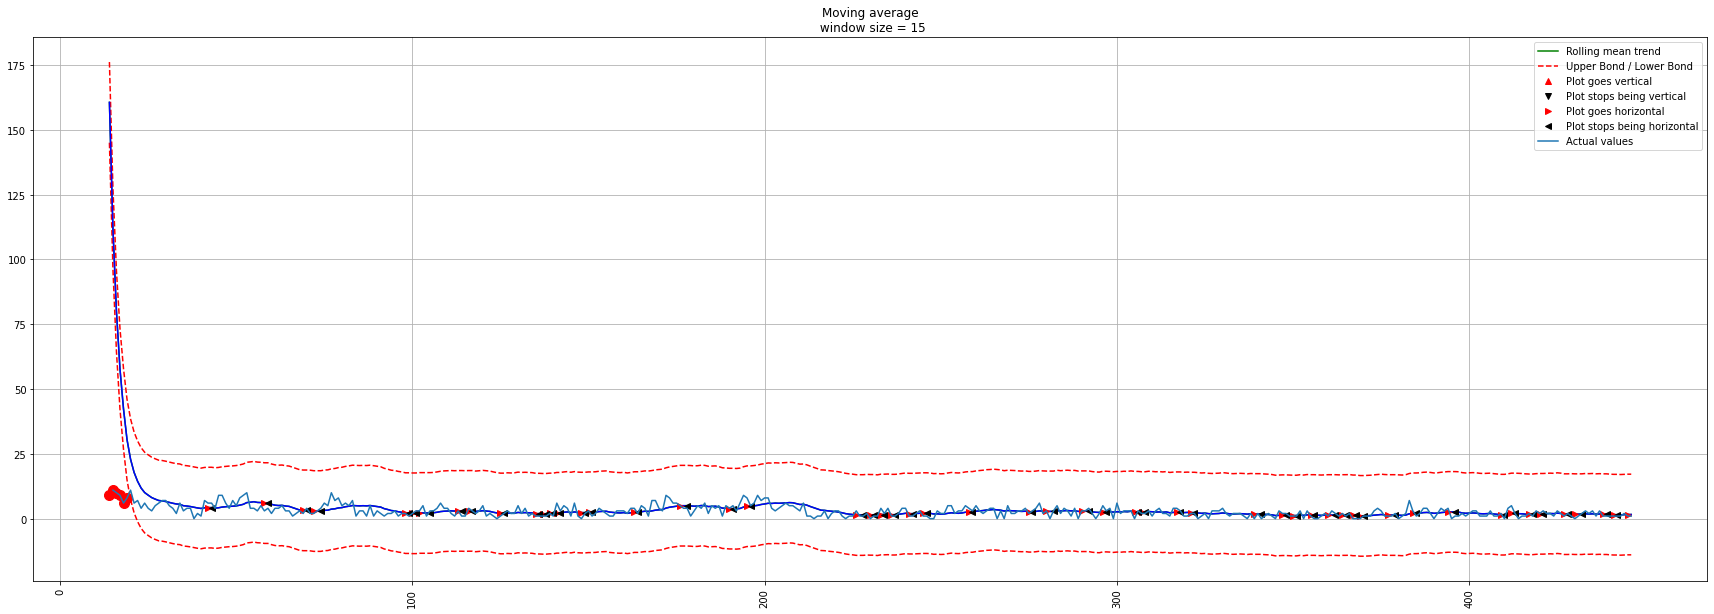 Moving average
window size = 15
Rolling mean trend
Upper Bond / Lower Bond
Plot goes vertical
Plot stops being vertical
Plot goes horizontal
Plot stops being horizontal
Actual values
175
150
125
100
75
50
25
0
0
100
200
300
400